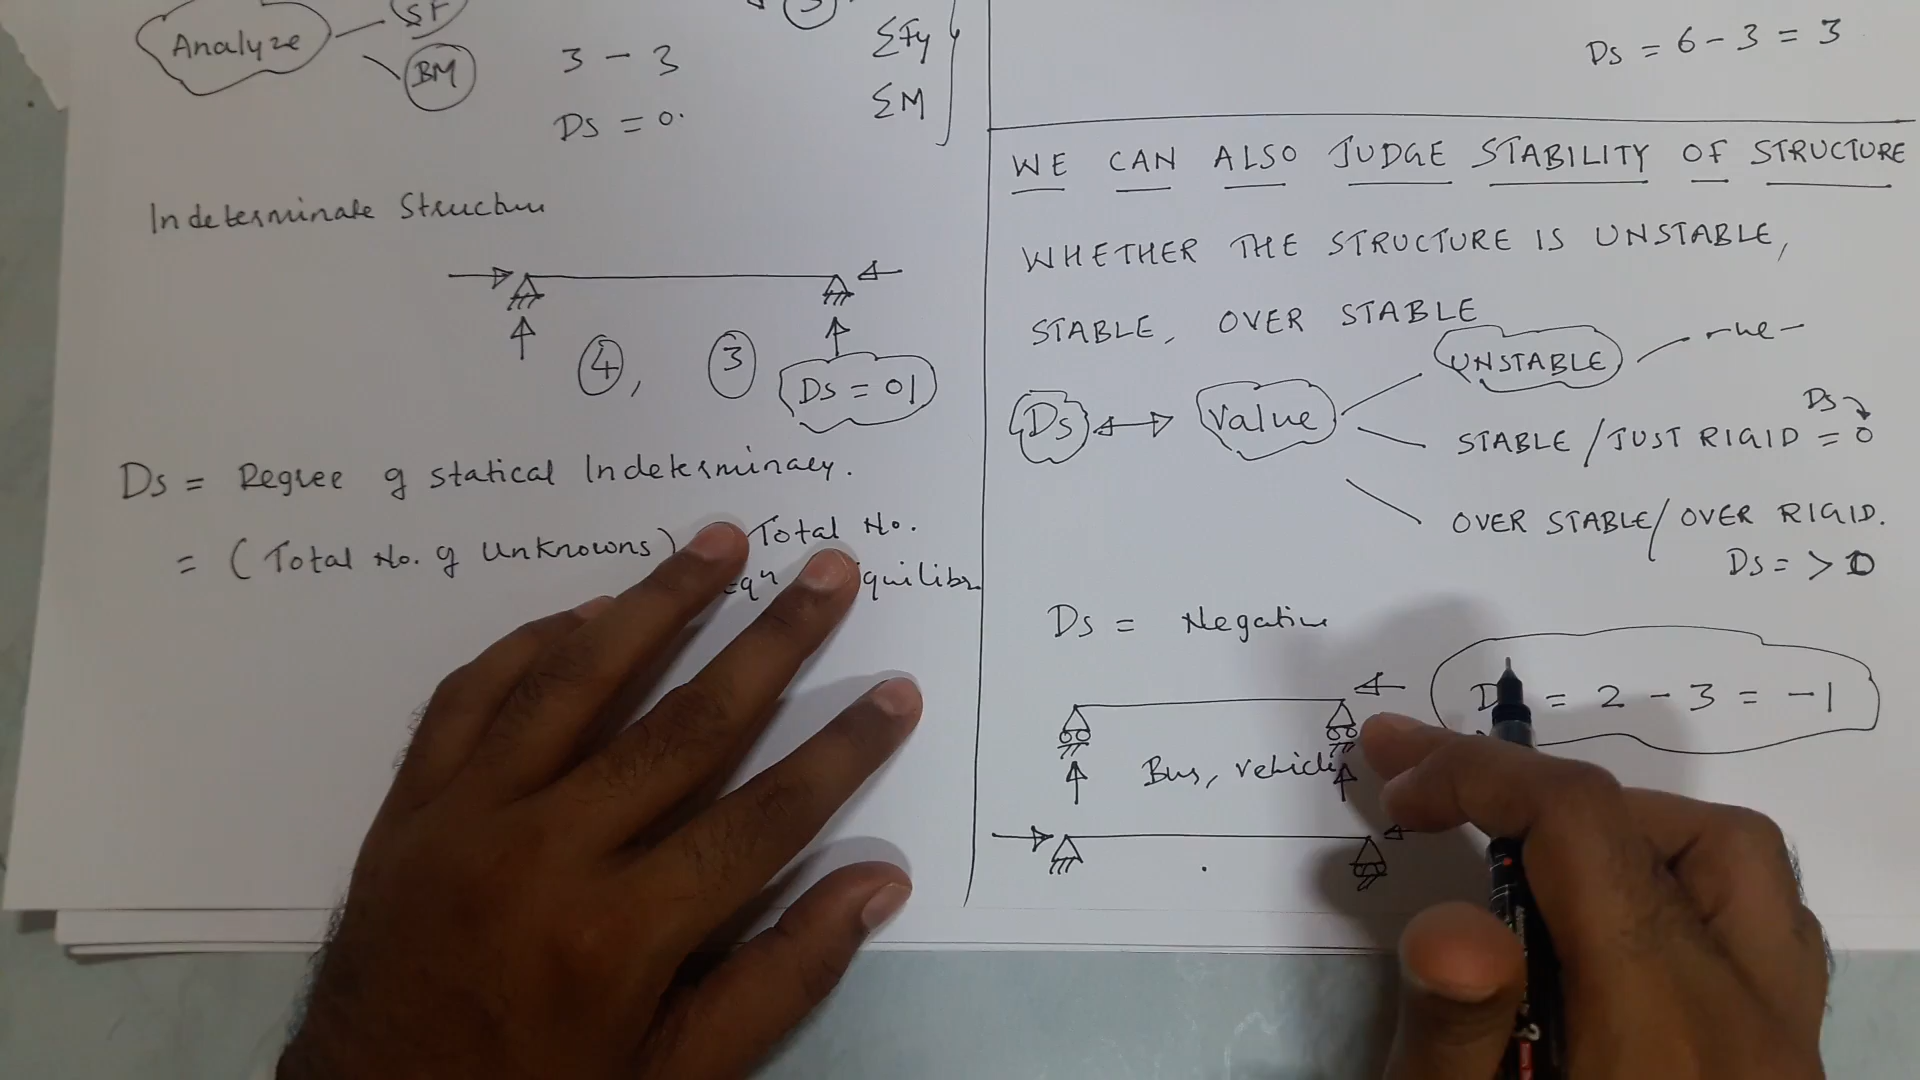 Analyze
SF
BM
3 - 3
Ds = 0.
ΣFy
ΣM
Indeterminate Structure
4, 3
Ds = 01
Ds = Degree of statical Indeterminacy.
= (Total No. of Unknowns) Total No.
Ds = 6 - 3 = 3
WE CAN ALSO JUDGE STABILITY OF STRUCTURE
WHETHER THE STRUCTURE IS UNSTABLE,
STABLE, OVER STABLE
UNSTABLE -ve-
Ds ↔ Value
Ds
STABLE / JUST RIGID = 0
OVER STABLE / OVER RIGID.
Ds = > 0
Ds = Negative
= 2 - 3 = -1
Bus, vehicle